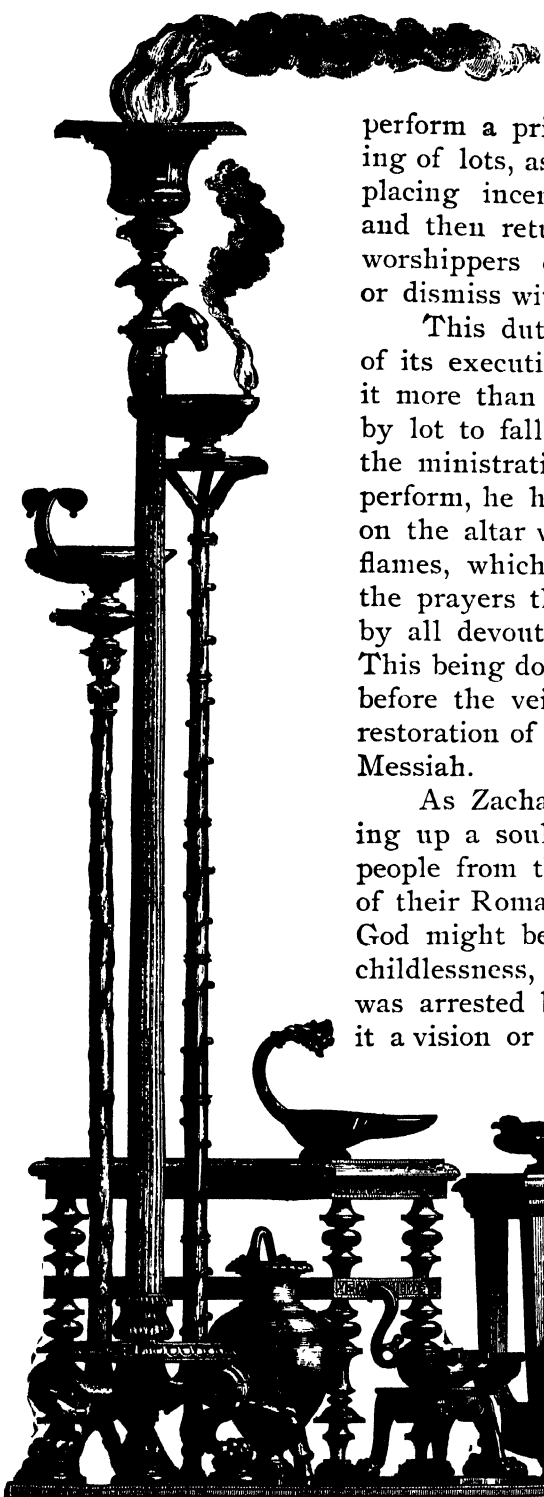 perform a pri
ing of lots, as
placing incen
and then retu
worshippers
or dismiss wi
This dut
of its executi
it more than
by lot to fall
the ministrati
perform, he h
on the altar
flames, which
the prayers t
by all devout
This being do
before the vei
restoration of
Messiah.
As Zacha
ing up a soul
people from t
of their Roma
God might be
childlessness,
was arrested
it a vision or